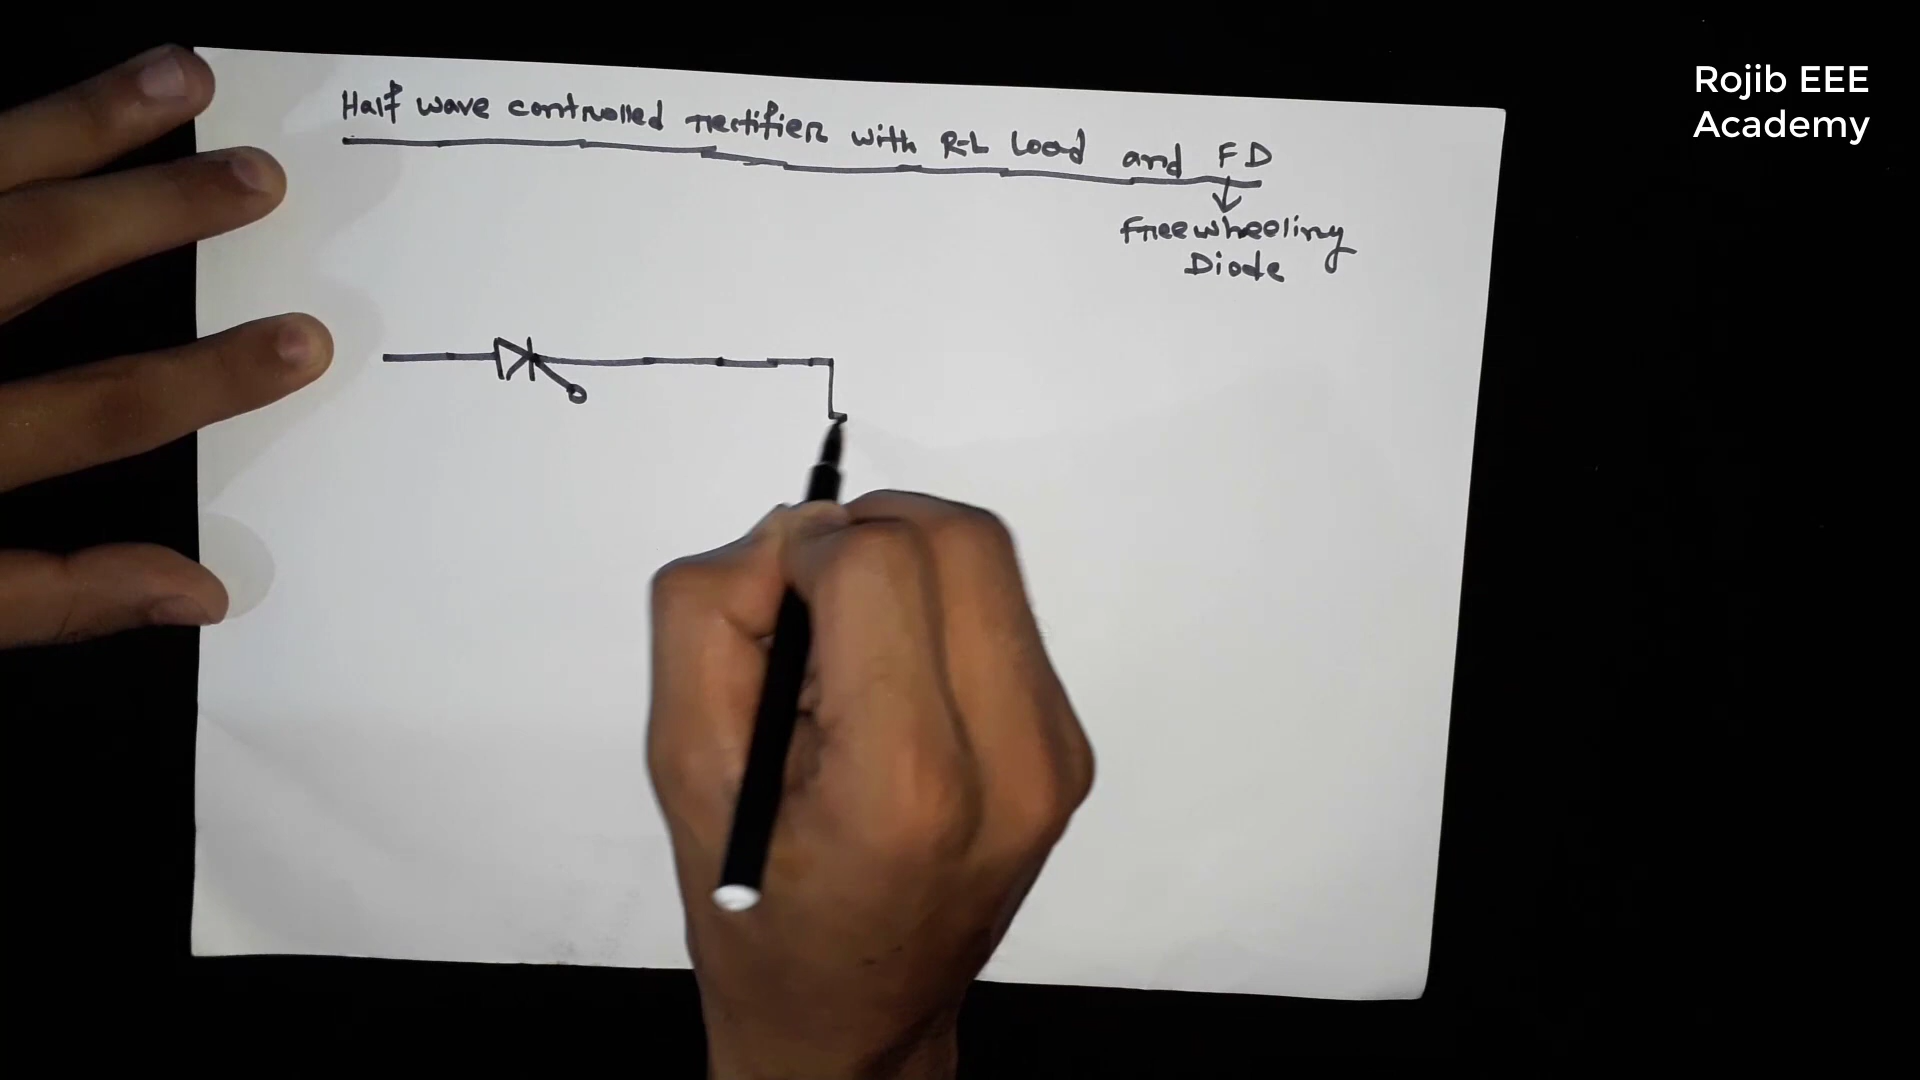 Half wave controlled rectifier with R-L Load and FD
Freewheeling
Diode
Rojib EEE
Academy